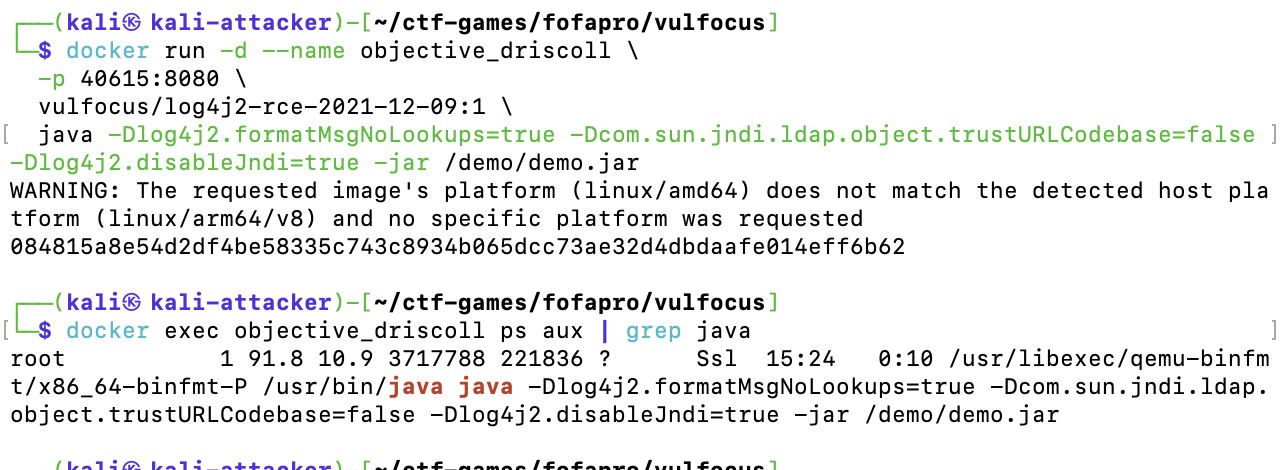 ┌──(kali㉿ kali-attacker)-[~/ctf-games/fofapro/vulfocus]
└─$ docker run -d --name objective_driscoll \
-p 40615:8080 \
vulfocus/log4j2-rce-2021-12-09:1 \
[ java -Dlog4j2.formatMsgNoLookups=true -Dcom.sun.jndi.ldap.object.trustURLCodebase=false ]
-Dlog4j2.disableJndi=true -jar /demo/demo.jar
WARNING: The requested image's platform (linux/amd64) does not match the detected host pla
tform (linux/arm64/v8) and no specific platform was requested
084815a8e54d2df4be58335c743c8934b065dcc73ae32d4dbdaafe014eff6b62
┌──(kali㉿ kali-attacker)-[~/ctf-games/fofapro/vulfocus]
[└─$ docker exec objective_driscoll ps aux | grep java ]
root 1 91.8 10.9 3717788 221836 ? Ssl 15:24 0:10 /usr/libexec/qemu-binfm
t/x86_64-binfmt-P /usr/bin/java java -Dlog4j2.formatMsgNoLookups=true -Dcom.sun.jndi.ldap.
object.trustURLCodebase=false -Dlog4j2.disableJndi=true -jar /demo/demo.jar
┌──(kali㉿ kali-attacker)-[~/ctf-games/fofapro/vulfocus]